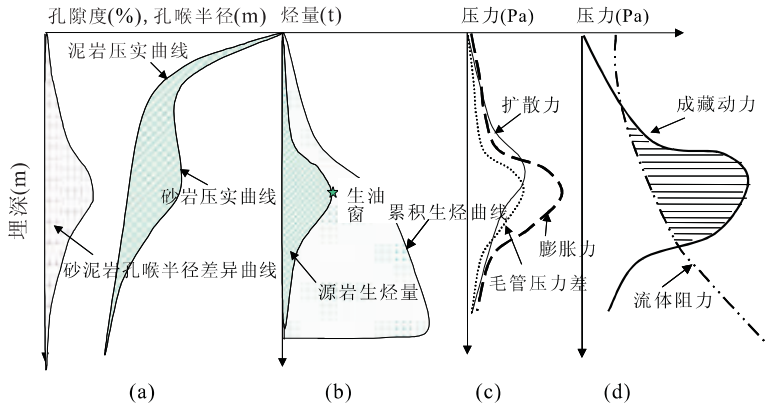 孔隙度(%),孔喉半径(m)
烃量(t)
压力(Pa)
压力(Pa)
泥岩压实曲线
扩散力
成藏动力
砂岩压实曲线
生油
窗
累积生烃曲线
埋深(m)
膨胀力
砂泥岩孔喉半径差异曲线
源岩生烃量
毛管压力差
流体阻力
(a)
(b)
(c)
(d)